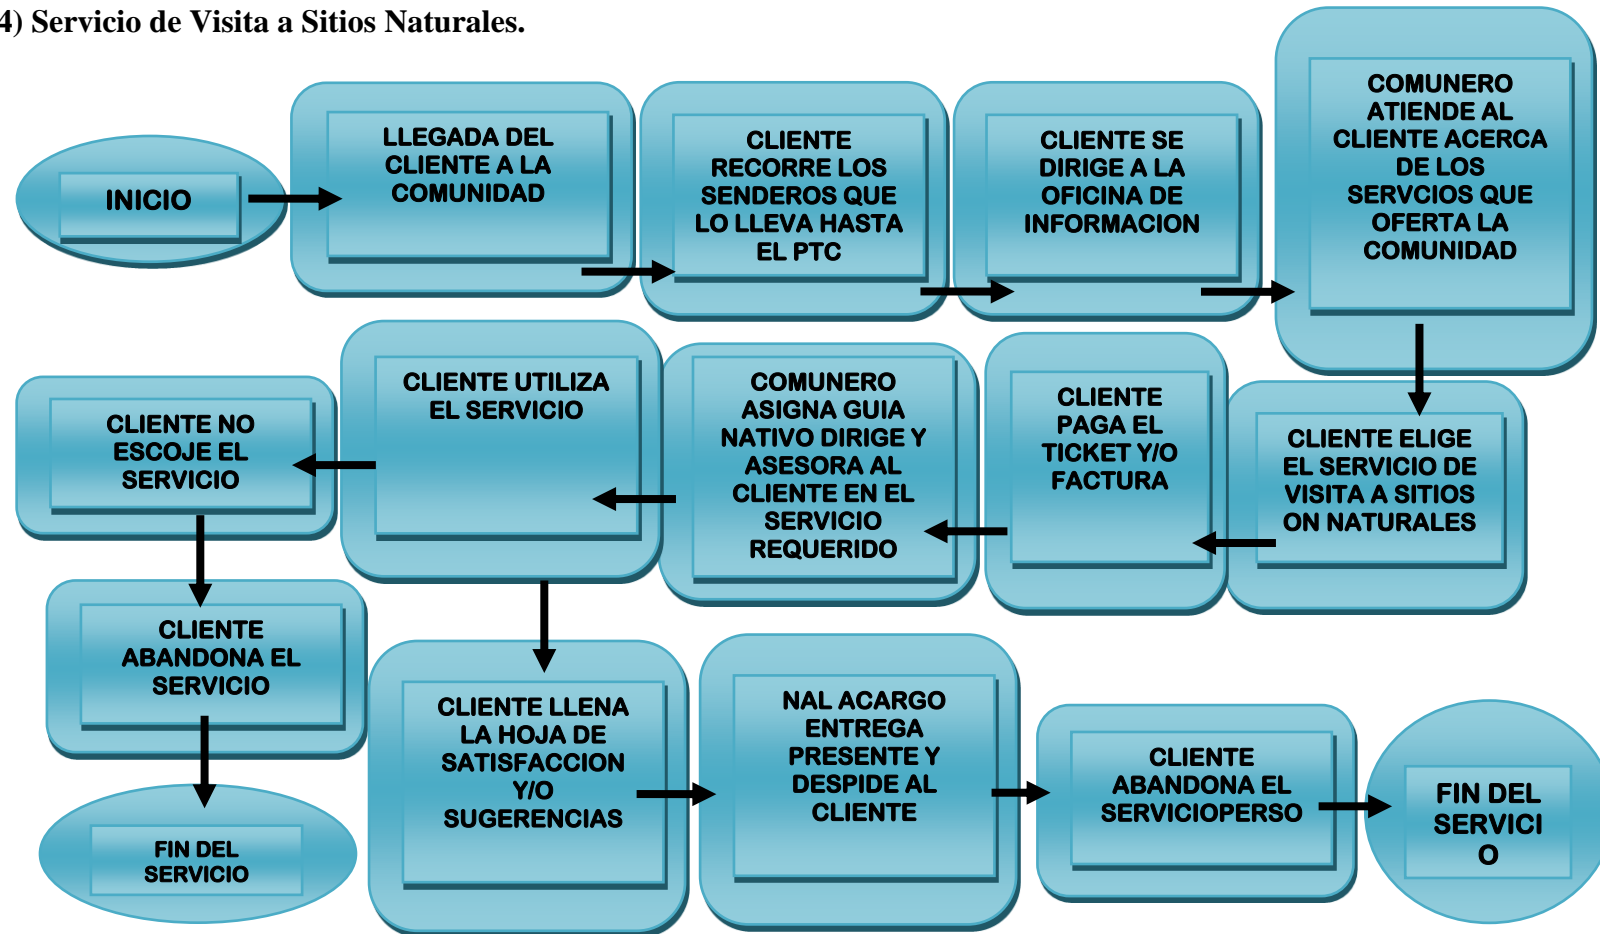 4) Servicio de Visita a Sitios Naturales.
INICIO
LLEGADA DEL
CLIENTE A LA
COMUNIDAD
CLIENTE
RECORRE LOS
SENDEROS QUE
LO LLEVA HASTA
EL PTC
CLIENTE SE
DIRIGE A LA
OFICINA DE
INFORMACION
COMUNERO
ATIENDE AL
CLIENTE ACERCA
DE LOS
SERVCIOS QUE
OFERTA LA
COMUNIDAD
CLIENTE ELIGE
EL SERVICIO DE
VISITA A SITIOS
ON NATURALES
CLIENTE
PAGA EL
TICKET Y/O
FACTURA
COMUNERO
ASIGNA GUIA
NATIVO DIRIGE Y
ASESORA AL
CLIENTE EN EL
SERVICIO
REQUERIDO
CLIENTE UTILIZA
EL SERVICIO
CLIENTE NO
ESCOJE EL
SERVICIO
CLIENTE
ABANDONA EL
SERVICIO
FIN DEL
SERVICIO
CLIENTE LLENA
LA HOJA DE
SATISFACCION
Y/O
SUGERENCIAS
NAL ACARGO
ENTREGA
PRESENTE Y
DESPIDE AL
CLIENTE
CLIENTE
ABANDONA EL
SERVICIOPERSO
FIN DEL
SERVICI
O